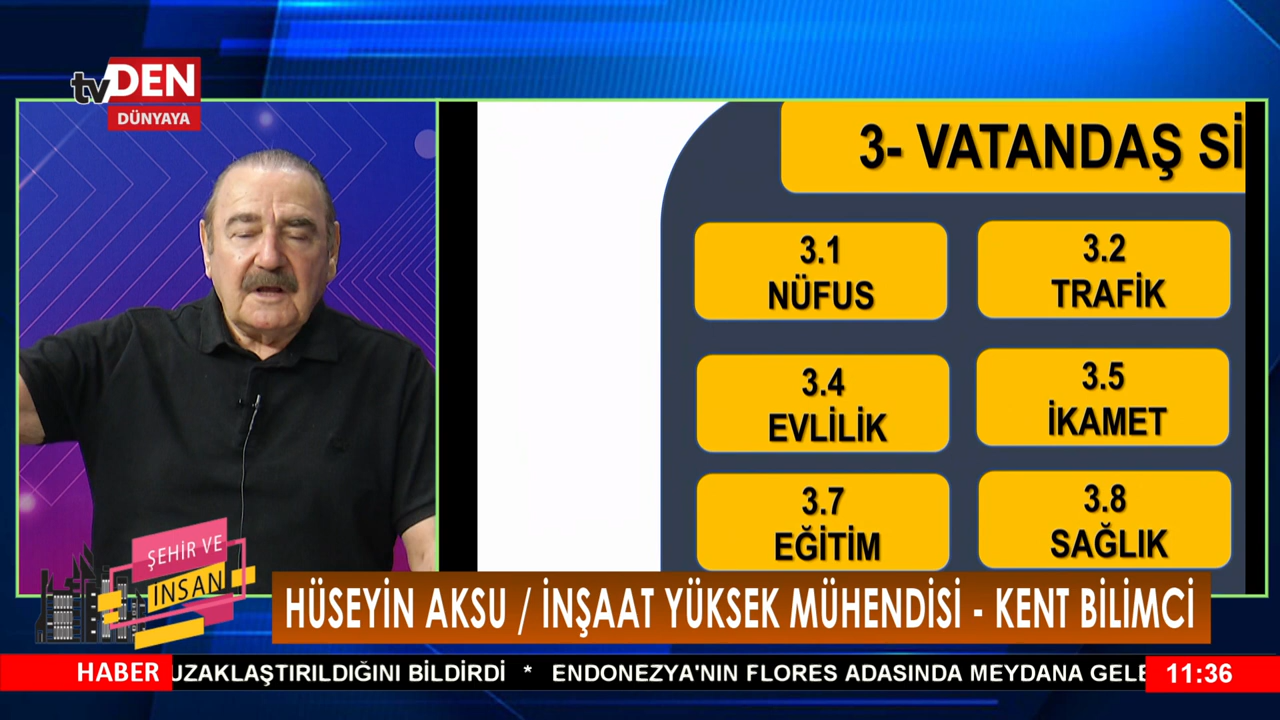 tvDEN
DÜNYAYA
3- VATANDAŞ Sİ
3.1
NÜFUS
3.2
TRAFİK
3.4
EVLİLİK
3.5
İKAMET
3.7
EĞİTİM
3.8
SAĞLIK
ŞEHİR VE
İNSAN
HÜSEYİN AKSU / İNŞAAT YÜKSEK MÜHENDİSİ - KENT BİLİMCİ
HABER UZAKLAŞTIRILDIĞINI BİLDİRDİ * ENDONEZYA'NIN FLORES ADASINDA MEYDANA GELE 11:36